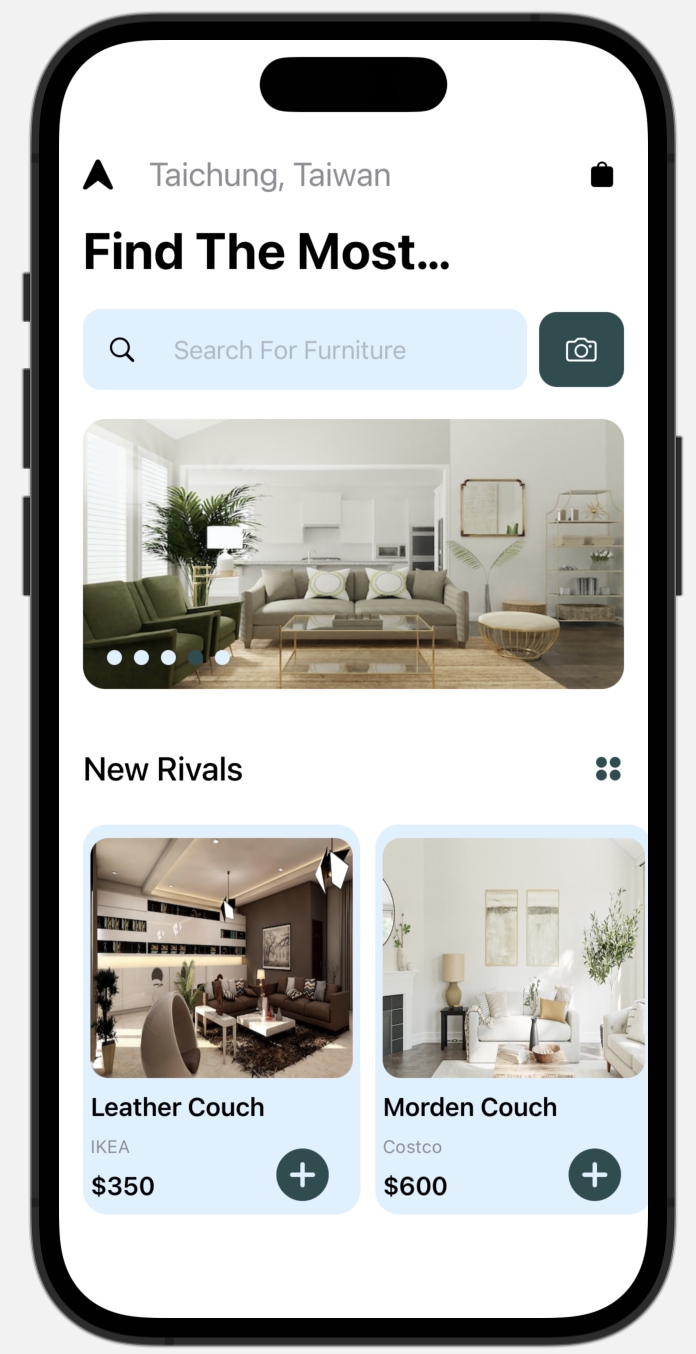 Taichung, Taiwan
Find The Most...
Search For Furniture
New Rivals
Leather Couch
IKEA
$350
Morden Couch
Costco
$600